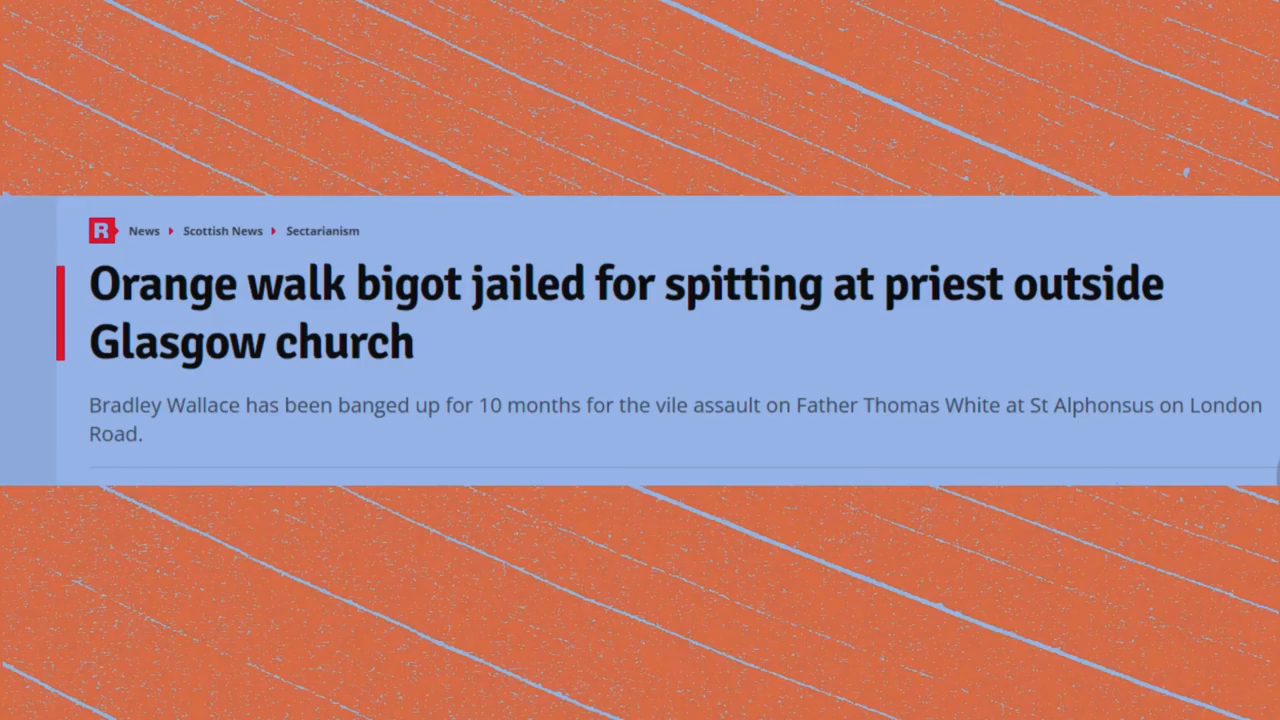 R News Scottish News Sectarianism
Orange walk bigot jailed for spitting at priest outside
Glasgow church
Bradley Wallace has been banged up for 10 months for the vile assault on Father Thomas White at St Alphonsus on London
Road.